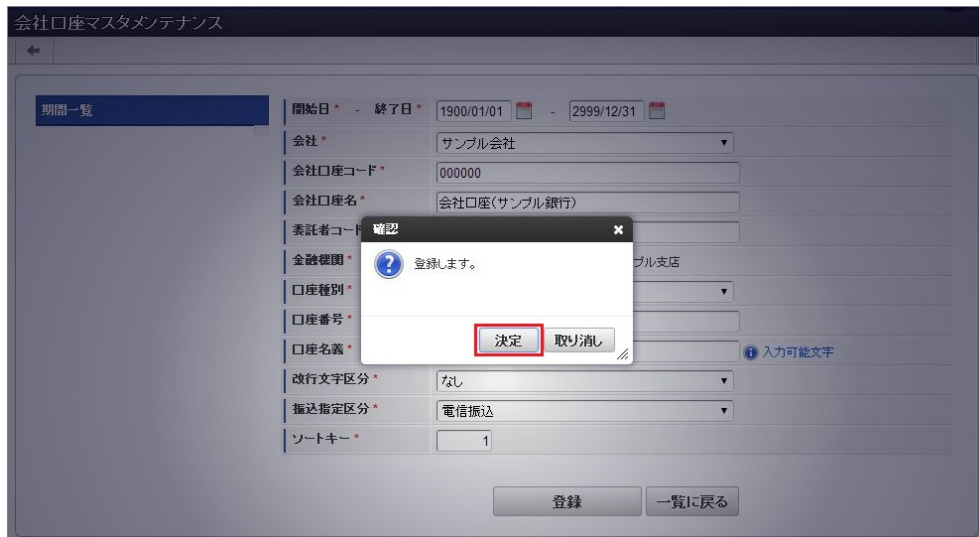 会社口座マスタメンテナンス
期間一覧
開始日* - 終了日* 1900/01/01 - 2999/12/31
会社* サンプル会社
会社口座コード* 000000
会社口座名* 会社口座(サンプル銀行)
委託者コード
確認
金融機関* プル支店
登録します。
口座種別*
口座番号*
決定 取り消し
口座名義* 入力可能文字
改行文字区分* なし
振込指定区分* 電信振込
ソートキー* 1
登録 一覧に戻る